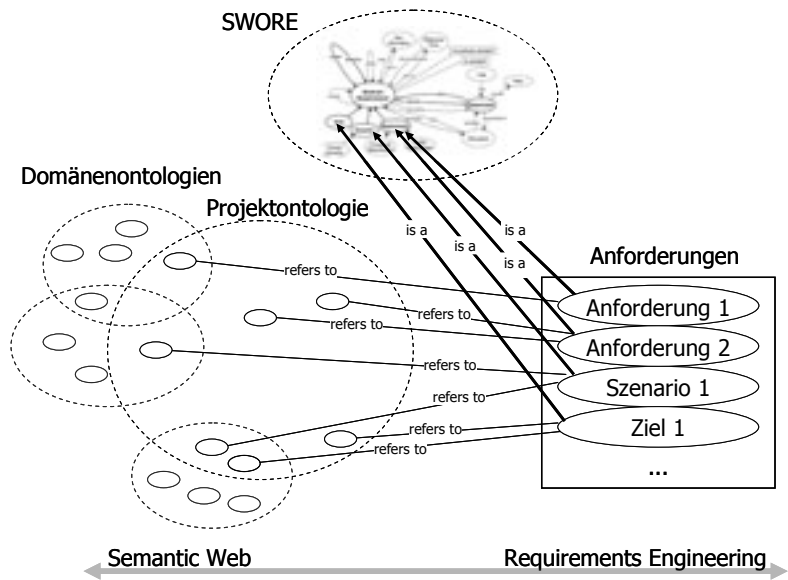 SWORE
Domänenontologien
Projektontologie
is a
is a
is a
is a
Anforderungen
refers to
Anforderung 1
refers to
refers to
Anforderung 2
refers to
Szenario 1
refers to
Ziel 1
refers to
refers to
...
Semantic Web
Requirements Engineering